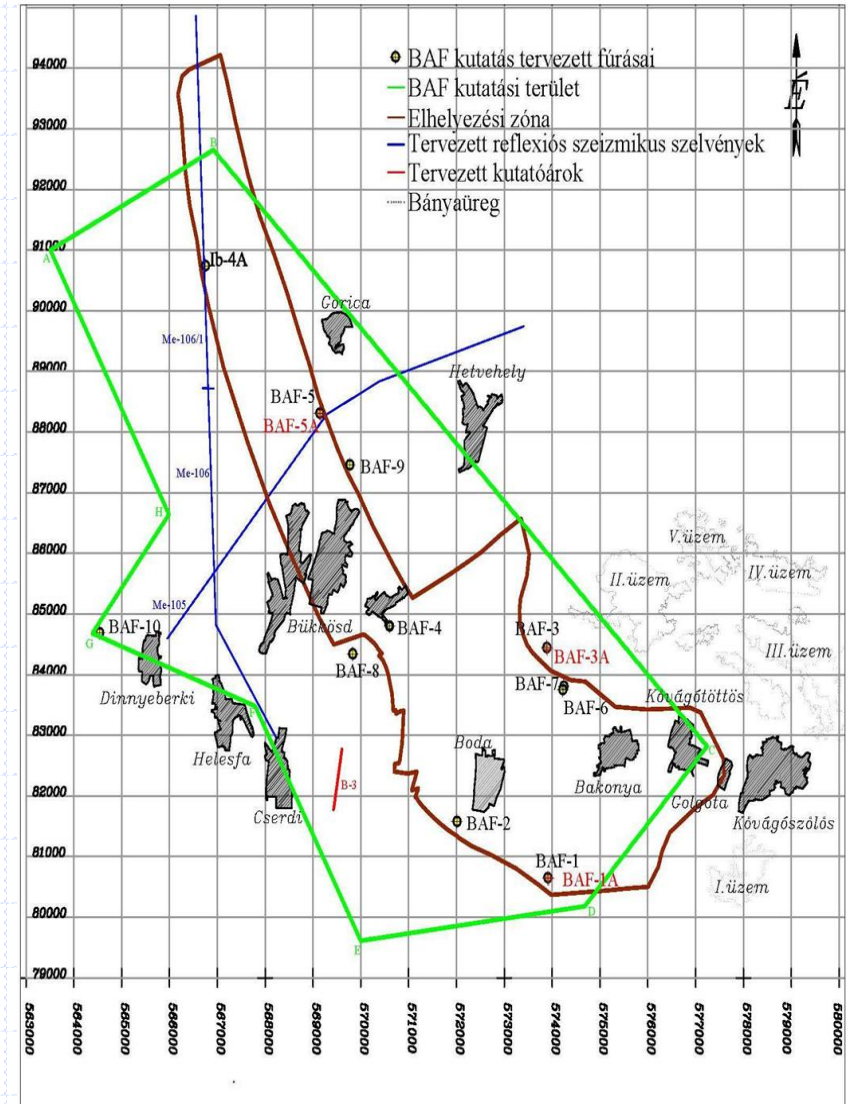 BAF kutatás tervezett fúrásai
BAF kutatási terület
Elhelyezési zóna
Tervezett reflexiós szeizmikus szelvények
Tervezett kutatóárok
Bányaüreg
É
94000
93000
92000
91000
90000
89000
88000
87000
86000
85000
84000
83000
82000
81000
80000
79000
B
A
Ib-4A
Gorica
Me-106/1
Hetvehely
BAF-5
BAF-5A
BAF-9
Me-106
H
V.üzem
II.üzem
IV.üzem
Me-105
BAF-10
G
Bükkösd
BAF-4
BAF-3
BAF-3A
III.üzem
BAF-8
Dinnyeberki
BAF-7
BAF-6
Kővágótöttös
Helesfa
Boda
C
B-3
Bakonya
Golgota
Cserdi
Kővágószőlős
BAF-2
BAF-1
BAF-1A
I.üzem
D
E
563000
564000
565000
566000
567000
568000
569000
570000
571000
572000
573000
574000
575000
576000
577000
578000
579000
580000